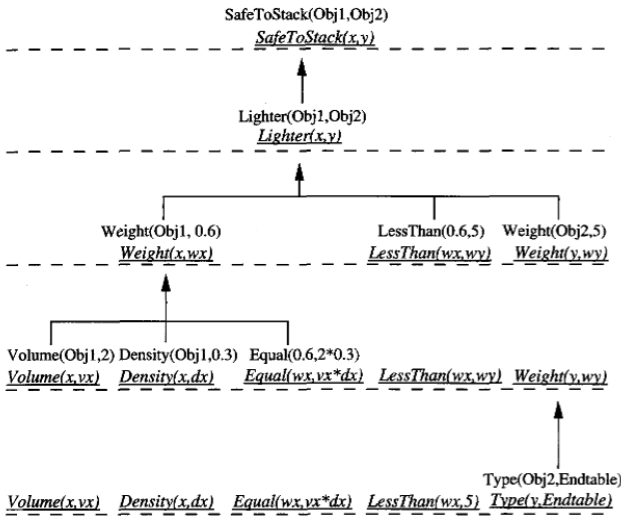 SafeToStack(Obj1,Obj2)
SafeToStack(x,y)
Lighter(Obj1,Obj2)
Lighter(x,y)
Weight(Obj1, 0.6) LessThan(0.6,5) Weight(Obj2,5)
Weight(x,wx) LessThan(wx,wy) Weight(y,wy)
Volume(Obj1,2) Density(Obj1,0.3) Equal(0.6,2*0.3)
Volume(x,vx) Density(x,dx) Equal(wx,vx*dx) LessThan(wx,wy) Weight(y,wy)
Type(Obj2,Endtable)
Volume(x,vx) Density(x,dx) Equal(wx,vx*dx) LessThan(wx,5) Type(y,Endtable)